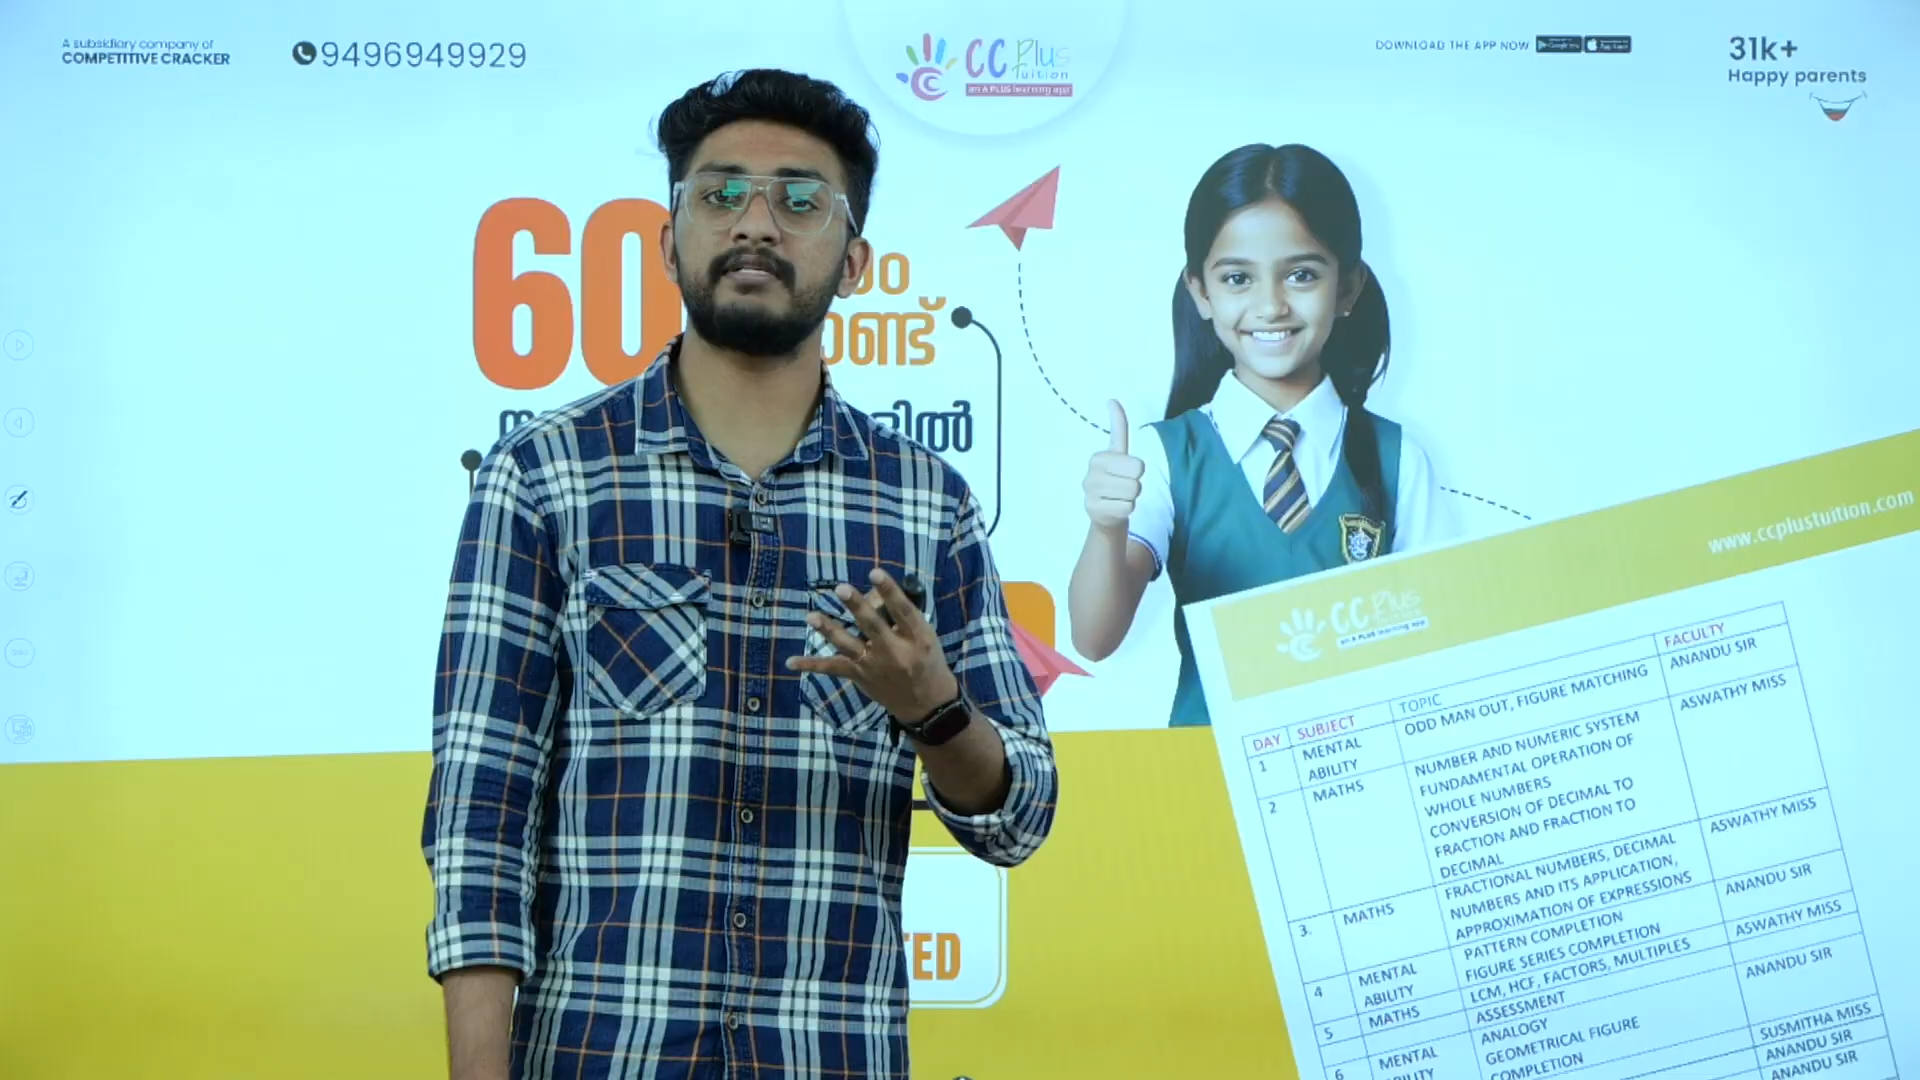 A subsidiary company of
COMPETITIVE CRACKER
9496949929
CC Plus
Tuition
an A PLUS learning app
DOWNLOAD THE APP NOW
31k+
Happy parents
60
TED
www.ccplustuition.com
CC Plus
an A PLUS learning app
DAY SUBJECT TOPIC FACULTY
1 MENTAL ABILITY ODD MAN OUT, FIGURE MATCHING ANANDU SIR
2 MATHS NUMBER AND NUMERIC SYSTEM ASWATHY MISS
FUNDAMENTAL OPERATION OF
WHOLE NUMBERS
CONVERSION OF DECIMAL TO
FRACTION AND FRACTION TO
DECIMAL
3. MATHS FRACTIONAL NUMBERS, DECIMAL ASWATHY MISS
NUMBERS AND ITS APPLICATION,
APPROXIMATION OF EXPRESSIONS
4 MENTAL ABILITY PATTERN COMPLETION ANANDU SIR
FIGURE SERIES COMPLETION
5 MATHS LCM, HCF, FACTORS, MULTIPLES ASWATHY MISS
ASSESSMENT
6 MENTAL ANALOGY ANANDU SIR
GEOMETRICAL FIGURE
COMPLETION
SUSMITHA MISS
ANANDU SIR
ANANDU SIR